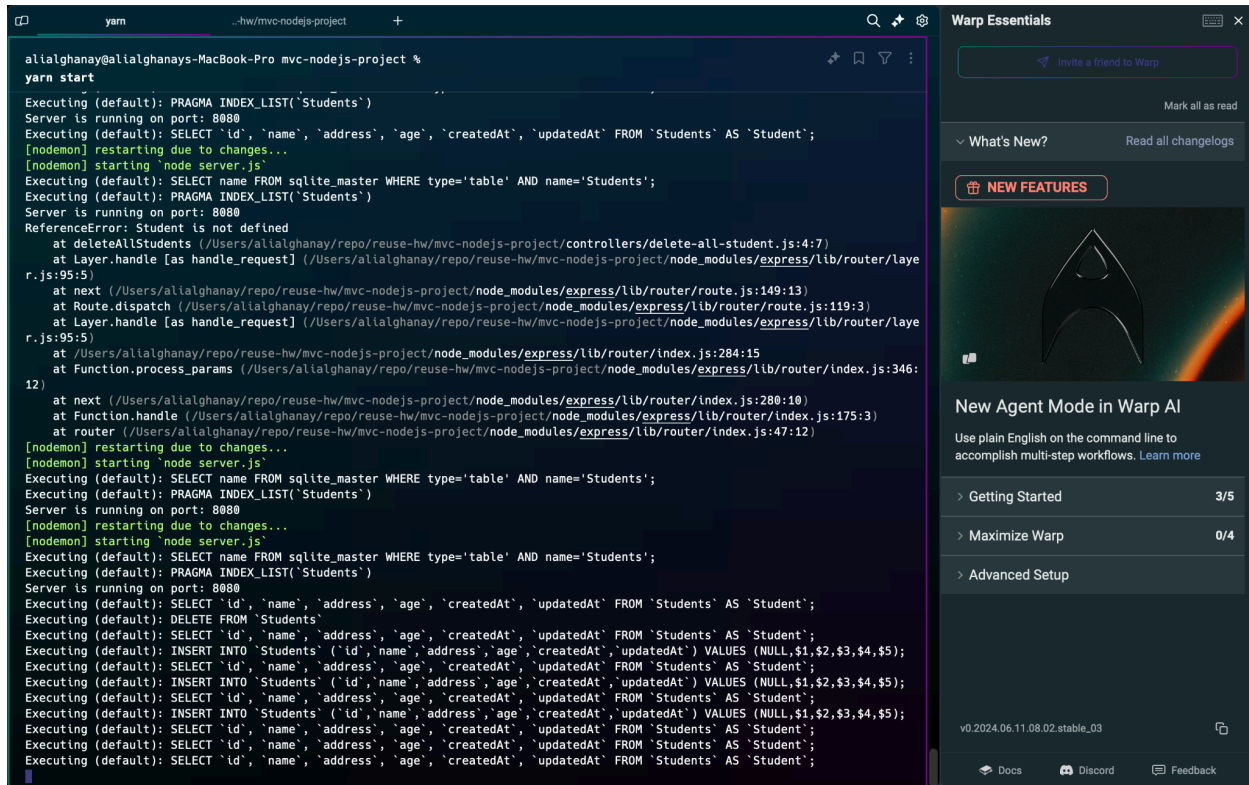 yarn
..-hw/mvc-nodejs-project
+
alialghanay@alialghanays-MacBook-Pro mvc-nodejs-project %
yarn start
Executing (default): PRAGMA INDEX_LIST(`Students`)
Server is running on port: 8080
Executing (default): SELECT `id`, `name`, `address`, `age`, `createdAt`, `updatedAt` FROM `Students` AS `Student`;
[nodemon] restarting due to changes...
[nodemon] starting `node server.js`
Executing (default): SELECT name FROM sqlite_master WHERE type='table' AND name='Students';
Executing (default): PRAGMA INDEX_LIST(`Students`)
Server is running on port: 8080
ReferenceError: Student is not defined
    at deleteAllStudents (/Users/alialghanay/repo/reuse-hw/mvc-nodejs-project/controllers/delete-all-student.js:4:7)
    at Layer.handle [as handle_request] (/Users/alialghanay/repo/reuse-hw/mvc-nodejs-project/node_modules/express/lib/router/laye
r.js:95:5)
    at next (/Users/alialghanay/repo/reuse-hw/mvc-nodejs-project/node_modules/express/lib/router/route.js:149:13)
    at Route.dispatch (/Users/alialghanay/repo/reuse-hw/mvc-nodejs-project/node_modules/express/lib/router/route.js:119:3)
    at Layer.handle [as handle_request] (/Users/alialghanay/repo/reuse-hw/mvc-nodejs-project/node_modules/express/lib/router/laye
r.js:95:5)
    at /Users/alialghanay/repo/reuse-hw/mvc-nodejs-project/node_modules/express/lib/router/index.js:284:15
    at Function.process_params (/Users/alialghanay/repo/reuse-hw/mvc-nodejs-project/node_modules/express/lib/router/index.js:346:
12)
    at next (/Users/alialghanay/repo/reuse-hw/mvc-nodejs-project/node_modules/express/lib/router/index.js:280:10)
    at Function.handle (/Users/alialghanay/repo/reuse-hw/mvc-nodejs-project/node_modules/express/lib/router/index.js:175:3)
    at router (/Users/alialghanay/repo/reuse-hw/mvc-nodejs-project/node_modules/express/lib/router/index.js:47:12)
[nodemon] restarting due to changes...
[nodemon] starting `node server.js`
Executing (default): SELECT name FROM sqlite_master WHERE type='table' AND name='Students';
Executing (default): PRAGMA INDEX_LIST(`Students`)
Server is running on port: 8080
[nodemon] restarting due to changes...
[nodemon] starting `node server.js`
Executing (default): SELECT name FROM sqlite_master WHERE type='table' AND name='Students';
Executing (default): PRAGMA INDEX_LIST(`Students`)
Server is running on port: 8080
Executing (default): SELECT `id`, `name`, `address`, `age`, `createdAt`, `updatedAt` FROM `Students` AS `Student`;
Executing (default): DELETE FROM `Students`
Executing (default): SELECT `id`, `name`, `address`, `age`, `createdAt`, `updatedAt` FROM `Students` AS `Student`;
Executing (default): INSERT INTO `Students` (`id`,`name`,`address`,`age`,`createdAt`,`updatedAt`) VALUES (NULL,$1,$2,$3,$4,$5);
Executing (default): SELECT `id`, `name`, `address`, `age`, `createdAt`, `updatedAt` FROM `Students` AS `Student`;
Executing (default): INSERT INTO `Students` (`id`,`name`,`address`,`age`,`createdAt`,`updatedAt`) VALUES (NULL,$1,$2,$3,$4,$5);
Executing (default): SELECT `id`, `name`, `address`, `age`, `createdAt`, `updatedAt` FROM `Students` AS `Student`;
Executing (default): INSERT INTO `Students` (`id`,`name`,`address`,`age`,`createdAt`,`updatedAt`) VALUES (NULL,$1,$2,$3,$4,$5);
Executing (default): SELECT `id`, `name`, `address`, `age`, `createdAt`, `updatedAt` FROM `Students` AS `Student`;
Executing (default): SELECT `id`, `name`, `address`, `age`, `createdAt`, `updatedAt` FROM `Students` AS `Student`;
Executing (default): SELECT `id`, `name`, `address`, `age`, `createdAt`, `updatedAt` FROM `Students` AS `Student`;
Warp Essentials
Invite a friend to Warp
Mark all as read
What's New?
Read all changelogs
NEW FEATURES
New Agent Mode in Warp AI
Use plain English on the command line to
accomplish multi-step workflows. Learn more
Getting Started 3/5
Maximize Warp 0/4
Advanced Setup
v0.2024.06.11.08.02.stable_03
Docs
Discord
Feedback